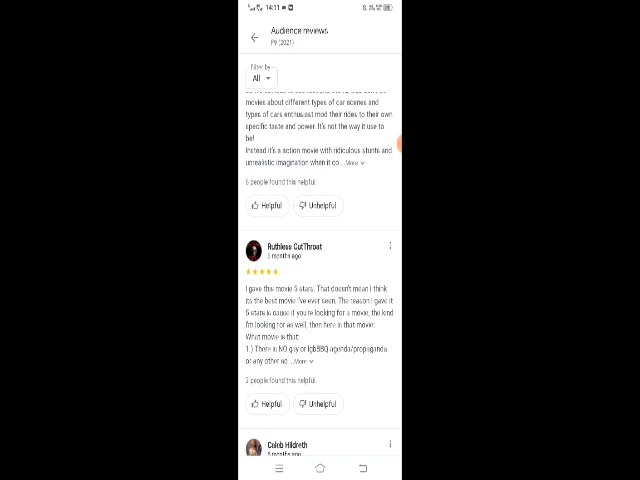 14:11
Audience reviews
F9 (2021)
Filter by
All
movies about different types of car scenes and
types of cars enthusiast mod their rides to their own
specific taste and power. It's not the way it use to
be!
Instead it's a action movie with ridiculous stunts and
unrealistic imagination when it co ...More
8 people found this helpful.
Helpful
Unhelpful
Ruthless CutThroat
5 months ago
I gave this movie 5 stars. That doesn't mean I think
its the best movie I've ever seen. The reason I gave it
5 stars is cause if you're looking for a movie, the kind
I'm looking for as well, then here is that movie:
What movie is that:
1.) There is NO gay or lgbBBQ agenda/propaganda
or any other so ...More
people found this helpful.
Helpful
Unhelpful
Caleb Hildreth
months ago